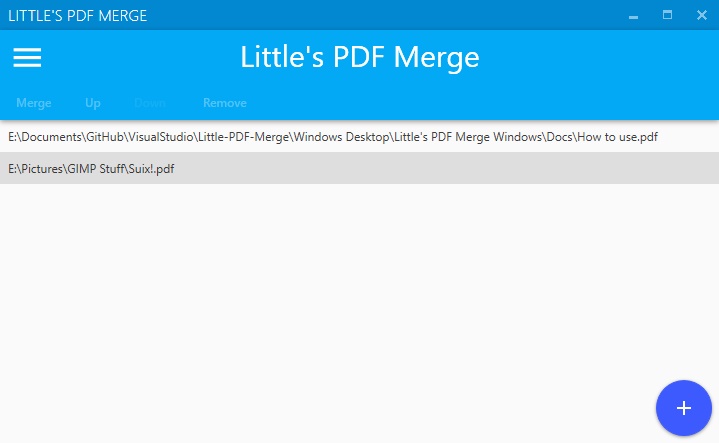 LITTLE'S PDF MERGE
Little's PDF Merge
Merge Up Down Remove
E:\Documents\GitHub\VisualStudio\Little-PDF-Merge\Windows Desktop\Little's PDF Merge Windows\Docs\How to use.pdf
E:\Pictures\GIMP Stuff\Suix!.pdf